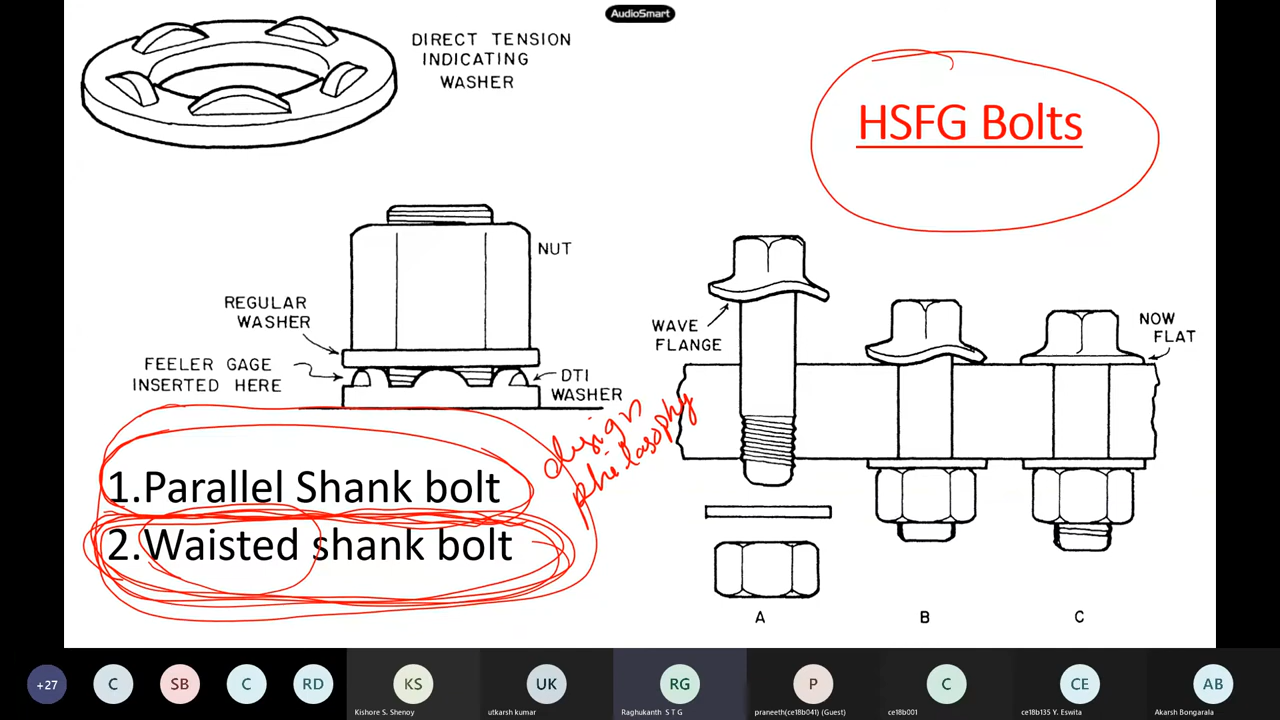 AudioSmart
DIRECT TENSION
INDICATING
WASHER
HSFG Bolts
NUT
REGULAR
WASHER
FEELER GAGE
INSERTED HERE
DTI
WASHER
WAVE
FLANGE
NOW
FLAT
design
philasophy
1.Parallel Shank bolt
2.Waisted shank bolt
A
B
C
+27
C
SB
C
RD
KS
Kishore S. Shenoy
UK
utkarsh kumar
RG
Raghukanth S T G
P
praneeth(ce18b041) (Guest)
C
ce18b001
CE
ce18b135 Y. Eswita
AB
Akarsh Bongarala